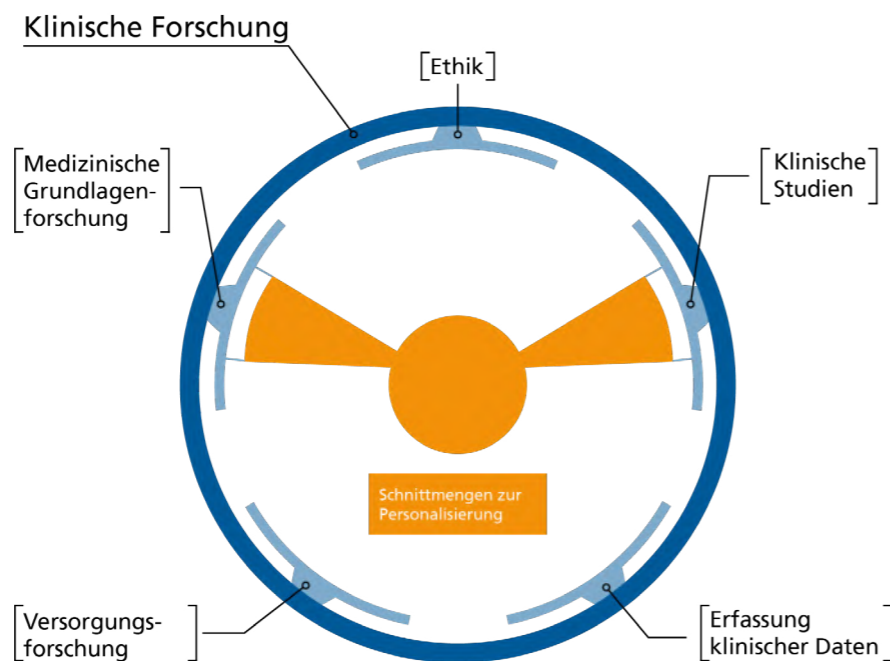 Klinische Forschung
[Ethik]
[Medizinische
Grundlagen-
forschung]
[Klinische
Studien]
Schnittmengen zur
Personalisierung
[Versorgungs-
forschung]
[Erfassung
klinischer Daten]